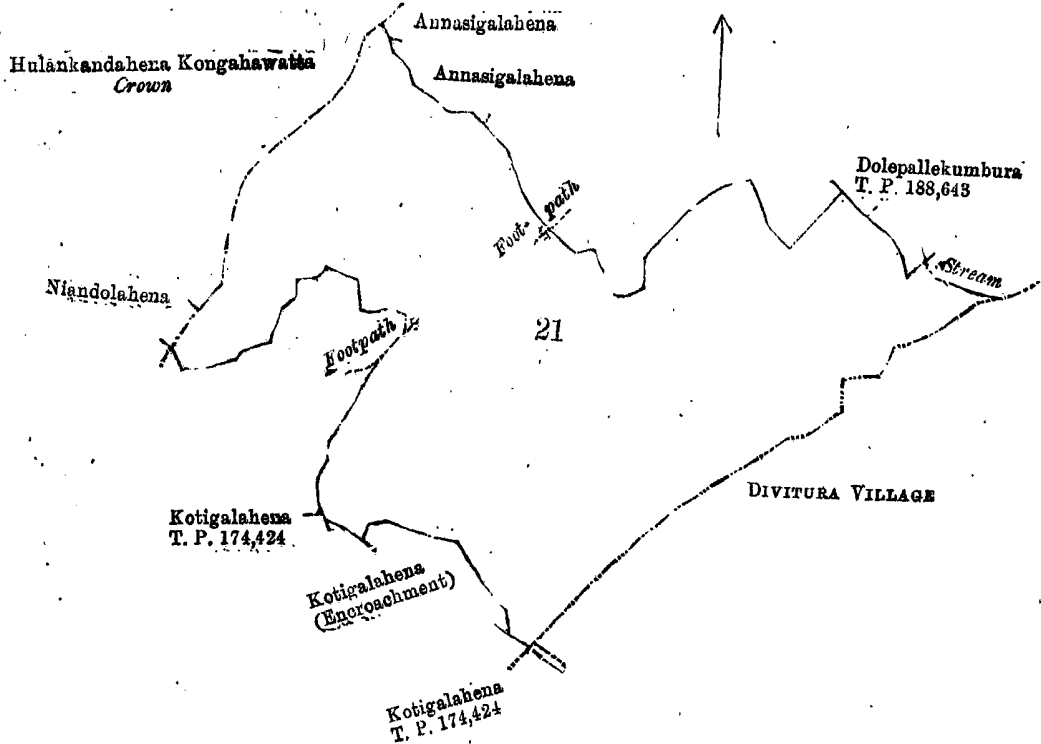 Annasigalahena
Hulankandahena Kongahawatta
Crown
Annasigalahena
Dolepallekumbura
T. P. 188,643
Foot-path
Stream
Niandolahena
21
Footpath
DIVITURA VILLAGE
Kotigalahena
T. P. 174,424
Kotigalahena
(Encroachment)
Kotigalahena
T. P. 174,424